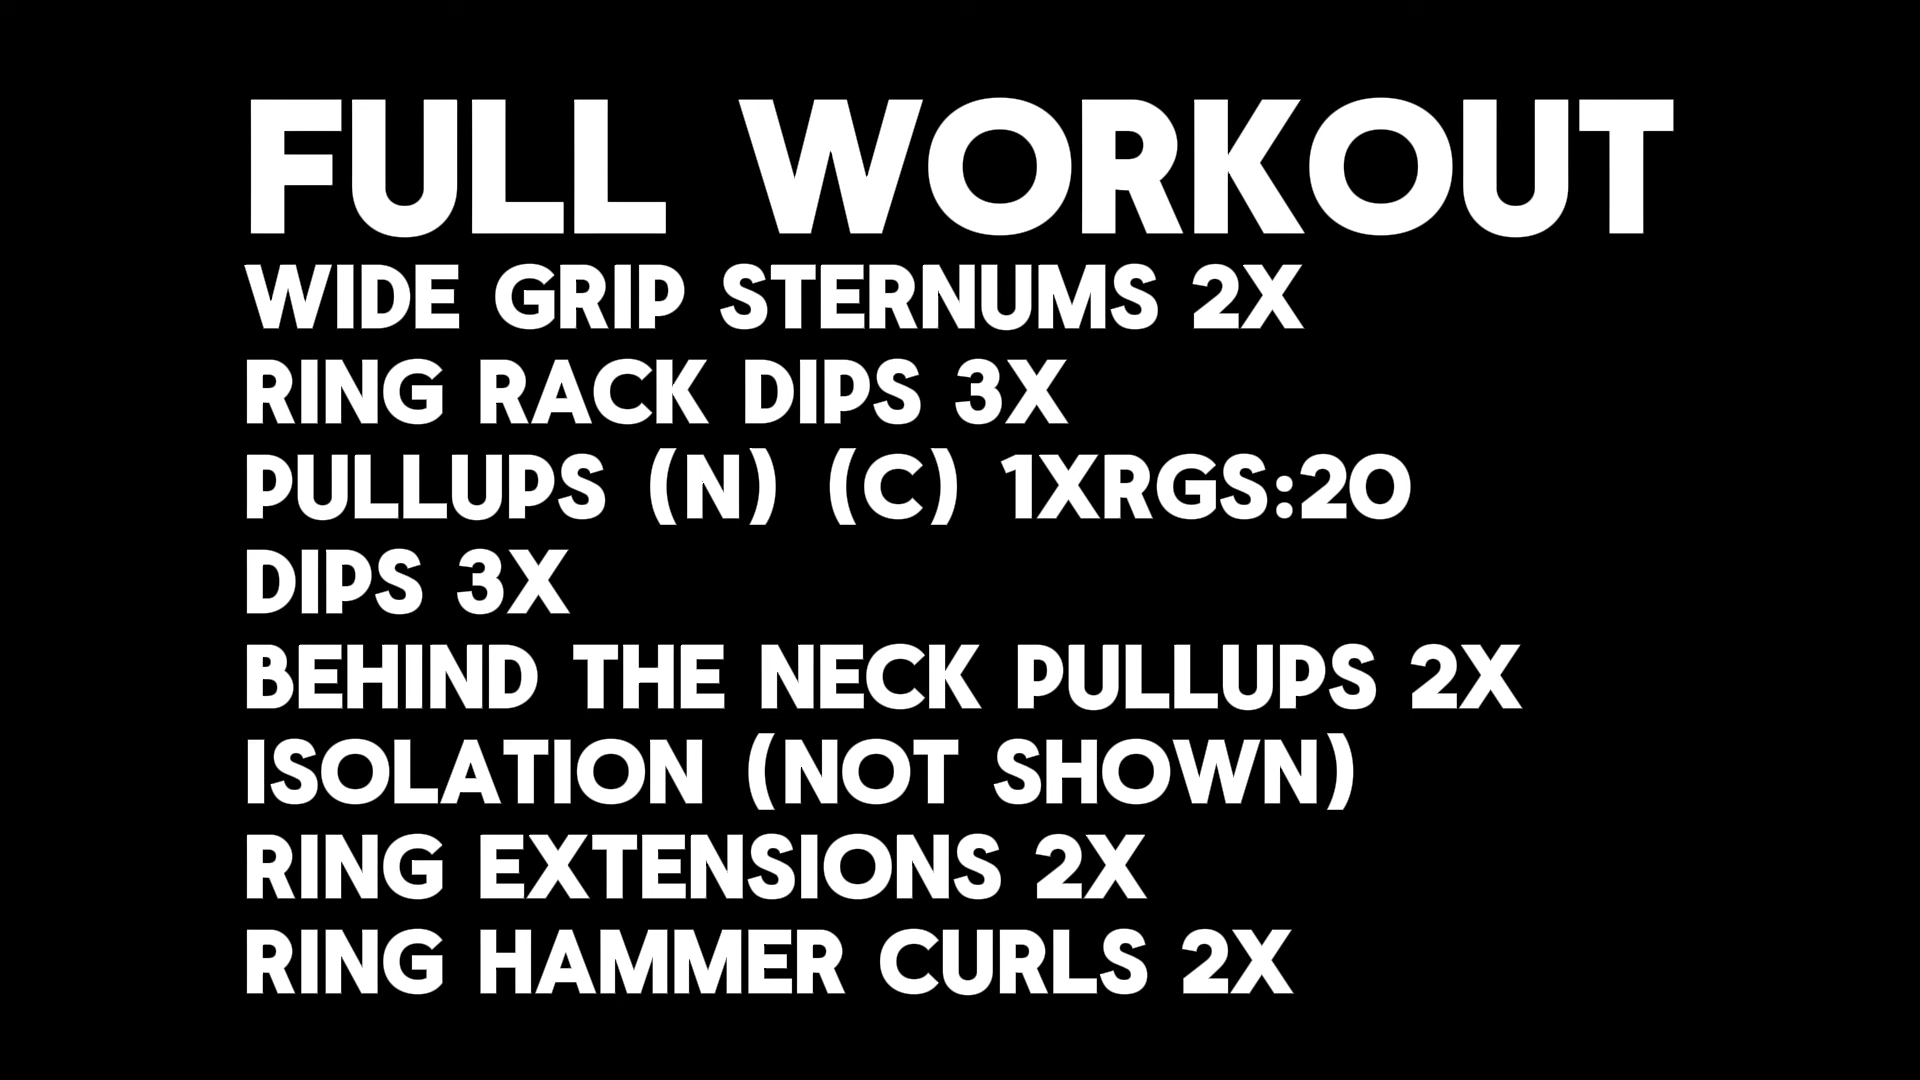 FULL WORKOUT
WIDE GRIP STERNUMS 2X
RING RACK DIPS 3X
PULLUPS (N) (C) 1XRGS:20
DIPS 3X
BEHIND THE NECK PULLUPS 2X
ISOLATION (NOT SHOWN)
RING EXTENSIONS 2X
RING HAMMER CURLS 2X